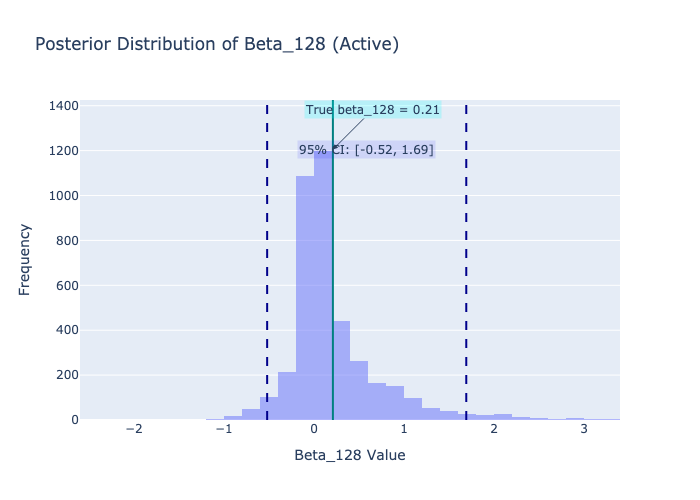 Posterior Distribution of Beta_128 (Active)
True beta_128 = 0.21
95% CI: [-0.52, 1.69]
1400
1200
1000
800
600
400
200
0
Frequency
−2
−1
0
1
2
3
Beta_128 Value